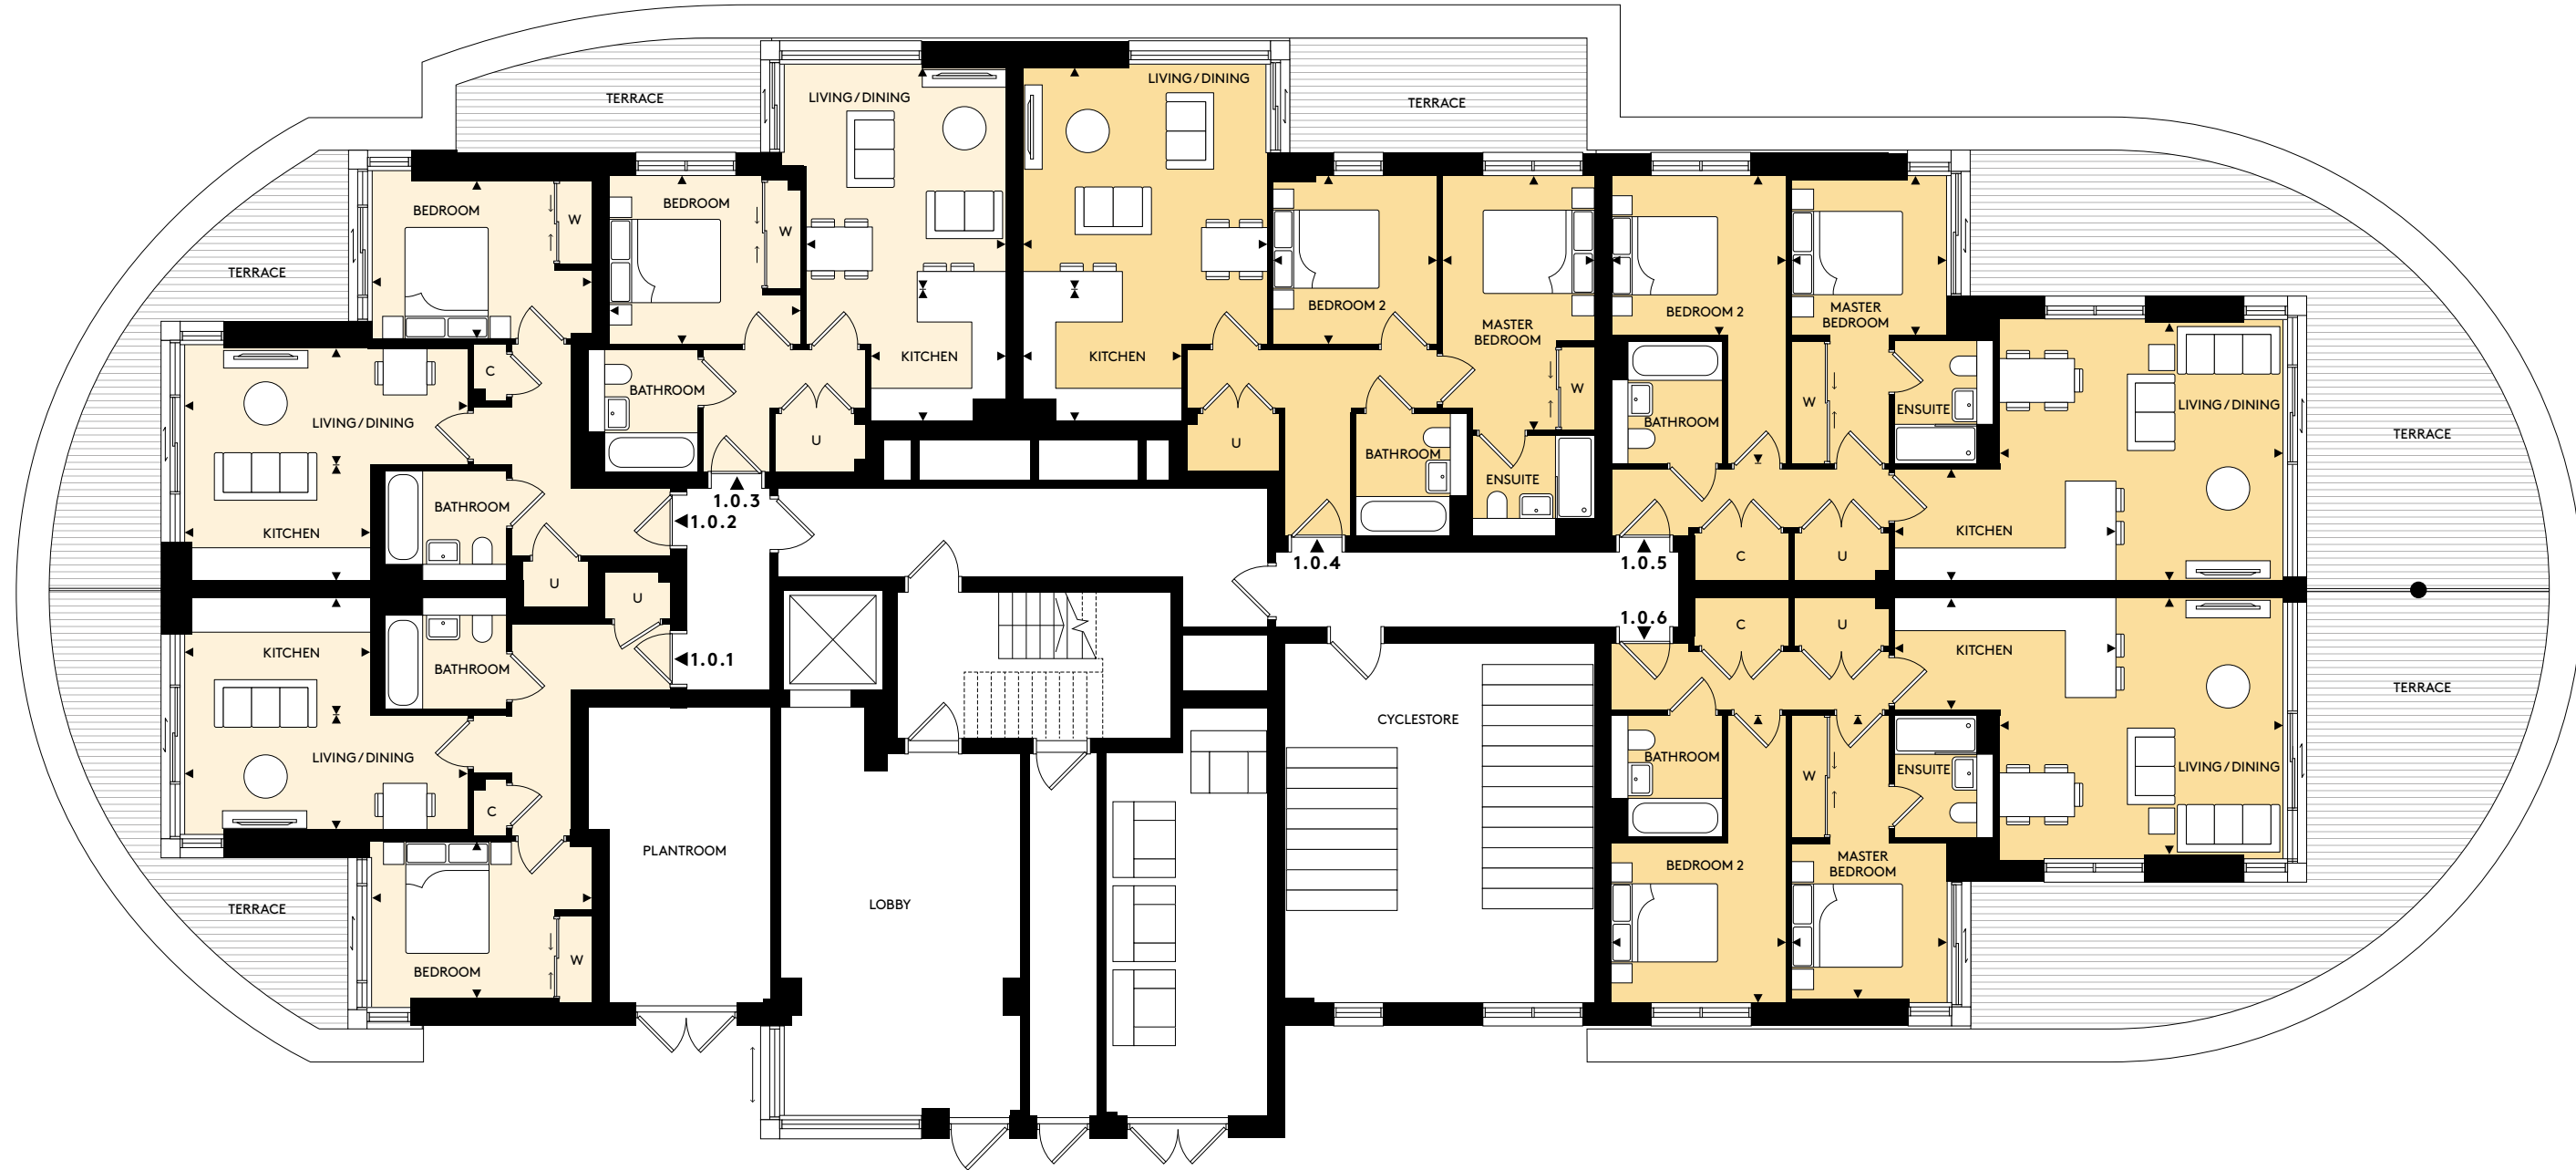 TERRACE
LIVING/DINING
KITCHEN
BEDROOM
W
BATHROOM
U
1.0.3
BEDROOM
W
TERRACE
C
LIVING/DINING
KITCHEN
BATHROOM
U
1.0.2
KITCHEN
BATHROOM
U
1.0.1
LIVING/DINING
C
BEDROOM
W
TERRACE
LIVING/DINING
TERRACE
KITCHEN
BEDROOM 2
MASTER
BEDROOM
W
U
BATHROOM
ENSUITE
1.0.4
BEDROOM 2
MASTER
BEDROOM
BATHROOM
W
ENSUITE
LIVING/DINING
TERRACE
KITCHEN
C
U
1.0.5
1.0.6
C
U
KITCHEN
TERRACE
BATHROOM
W
ENSUITE
LIVING/DINING
BEDROOM 2
MASTER
BEDROOM
PLANTROOM
LOBBY
CYCLESTORE